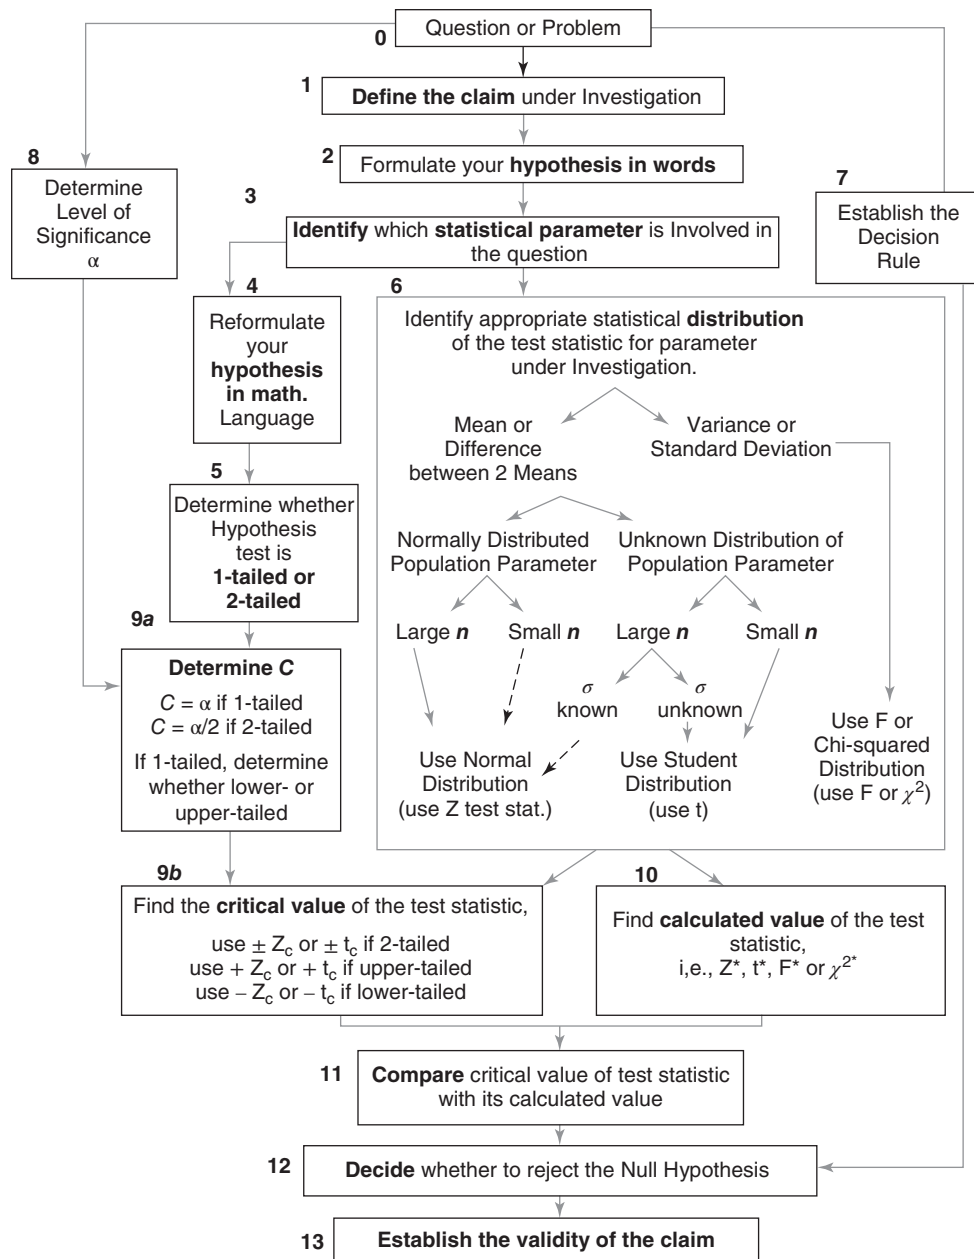 0
Question or Problem
1
Define the claim under Investigation
2
Formulate your hypothesis in words
3
Identify which statistical parameter is Involved in
the question
8
Determine
Level of
Significance
α
7
Establish the
Decision
Rule
4
Reformulate
your
hypothesis
in math.
Language
5
Determine whether
Hypothesis
test is
1-tailed or
2-tailed
6
Identify appropriate statistical distribution
of the test statistic for parameter
under Investigation.
Mean or
Difference
between 2 Means
Variance or
Standard Deviation
Normally Distributed
Population Parameter
Unknown Distribution of
Population Parameter
Large n
Small n
Large n
Small n
σ
known
σ
unknown
Use Normal
Distribution
(use Z test stat.)
Use Student
Distribution
(use t)
Use F or
Chi-squared
Distribution
(use F or χ²)
9a
Determine C
C = α if 1-tailed
C = α/2 if 2-tailed
If 1-tailed, determine
whether lower- or
upper-tailed
9b
Find the critical value of the test statistic,
use ± Zc or ± tc if 2-tailed
use + Zc or + tc if upper-tailed
use – Zc or – tc if lower-tailed
10
Find calculated value of the test
statistic,
i,e., Z*, t*, F* or χ²*
11
Compare critical value of test statistic
with its calculated value
12
Decide whether to reject the Null Hypothesis
13
Establish the validity of the claim